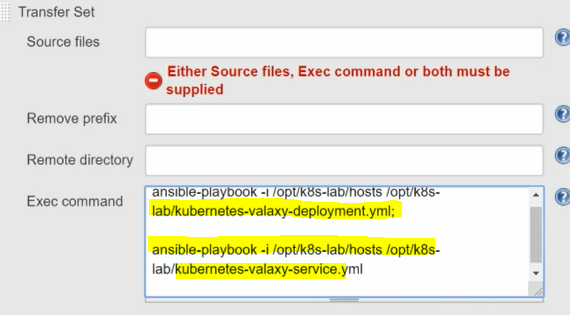 Transfer Set
Source files
Either Source files, Exec command or both must be
supplied
Remove prefix
Remote directory
Exec command
ansible-playbook -i /opt/k8s-lab/hosts /opt/k8s-
lab/kubernetes-valaxy-deployment.yml;
ansible-playbook -i /opt/k8s-lab/hosts /opt/k8s-
lab/kubernetes-valaxy-service.yml